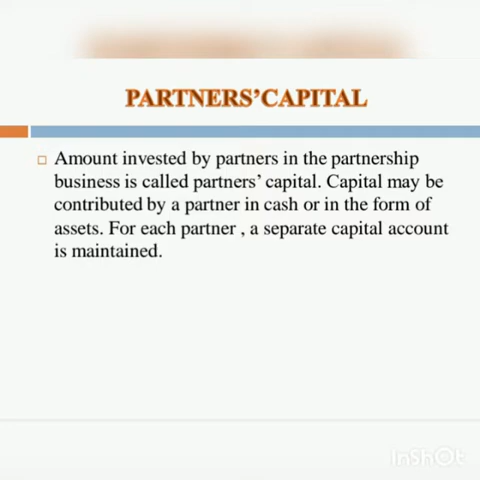 PARTNERS'CAPITAL
Amount invested by partners in the partnership
business is called partners' capital. Capital may be
contributed by a partner in cash or in the form of
assets. For each partner , a separate capital account
is maintained.
InShOt